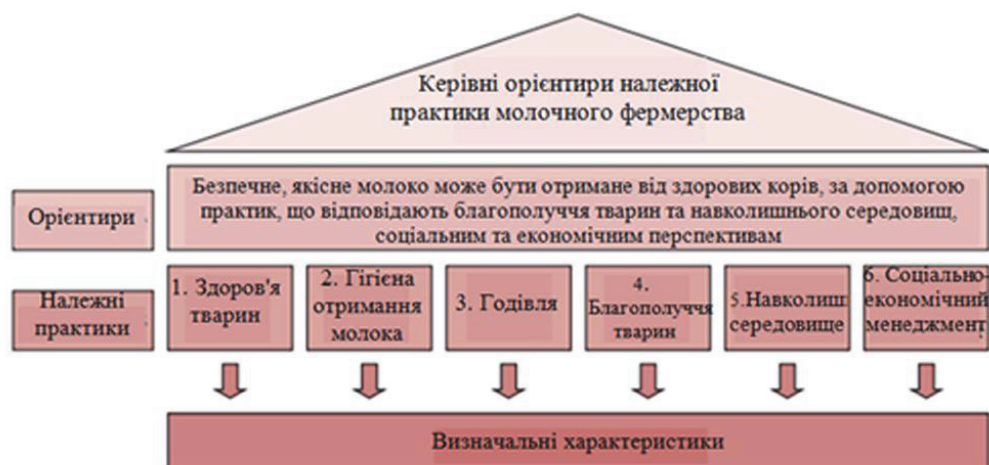 Керівні орієнтири належної
практики молочного фермерства
Орієнтири
Безпечне, якісне молоко може бути отримане від здорових корів, за допомогою
практик, що відповідають благополуччя тварин та навколишнього середовищ,
соціальним та економічним перспективам
Належні
практики
1. Здоров'я
тварин
2. Гігієна
отримання
молока
3. Годівля
4.
Благополуччя
тварин
5.Навколиш
середовище
6. Соціально-
економічний
менеджмент
Визначальні характеристики